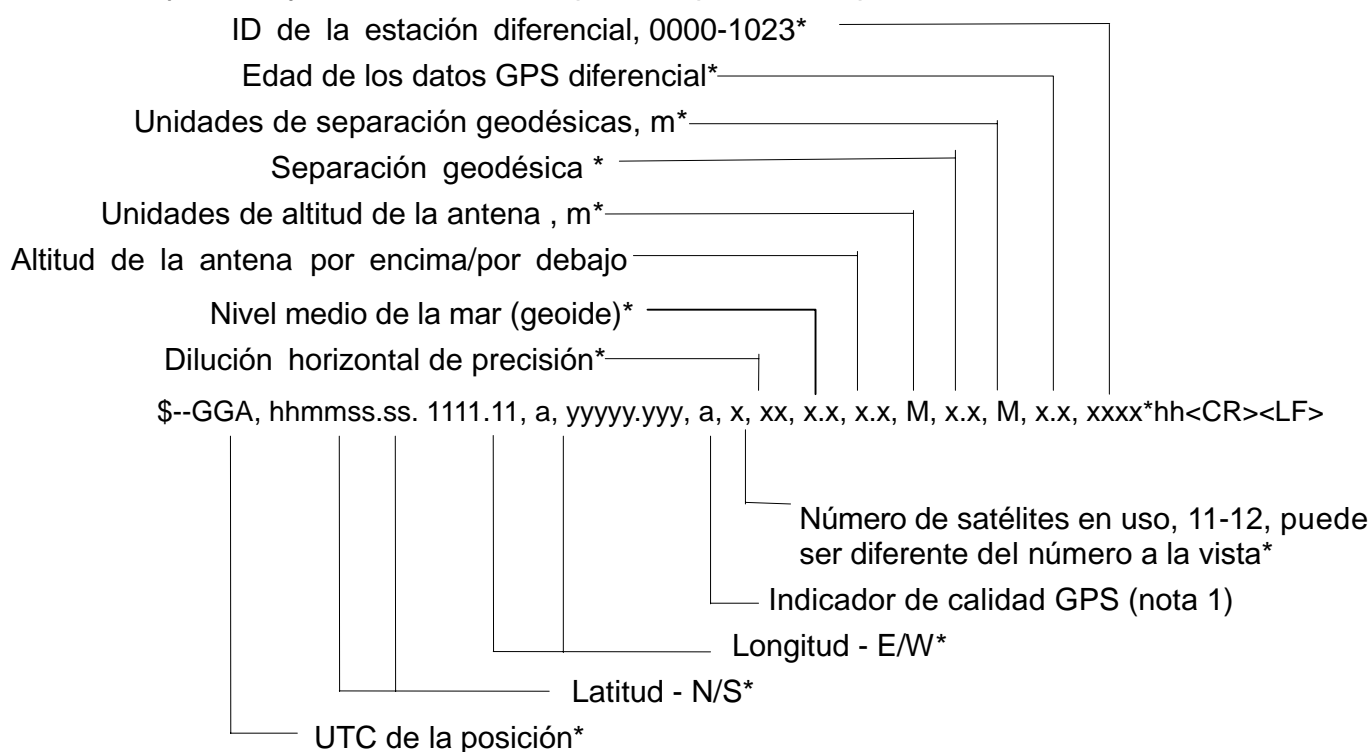 ID de la estación diferencial, 0000-1023*
Edad de los datos GPS diferencial*
Unidades de separación geodésicas, m*
Separación geodésica *
Unidades de altitud de la antena , m*
Altitud de la antena por encima/por debajo
Nivel medio de la mar (geoide)*
Dilución horizontal de precisión*
$--GGA, hhmmss.ss. 1111.11, a, yyyyy.yyy, a, x, xx, x.x, x.x, M, x.x, M, x.x, xxxx*hh<CR><LF>
Número de satélites en uso, 11-12, puede
ser diferente del número a la vista*
Indicador de calidad GPS (nota 1)
Longitud - E/W*
Latitud - N/S*
UTC de la posición*